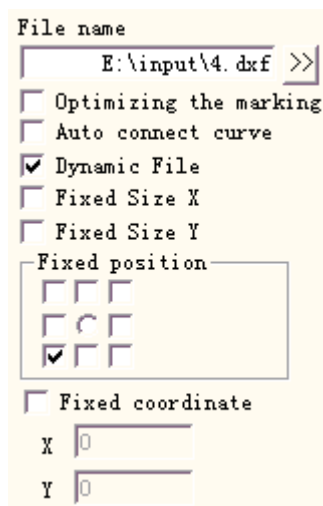 File name
E:\input\4.dxf >>
Optimizing the marking
Auto connect curve
Dynamic File
Fixed Size X
Fixed Size Y
Fixed position
Fixed coordinate
X 0
Y 0